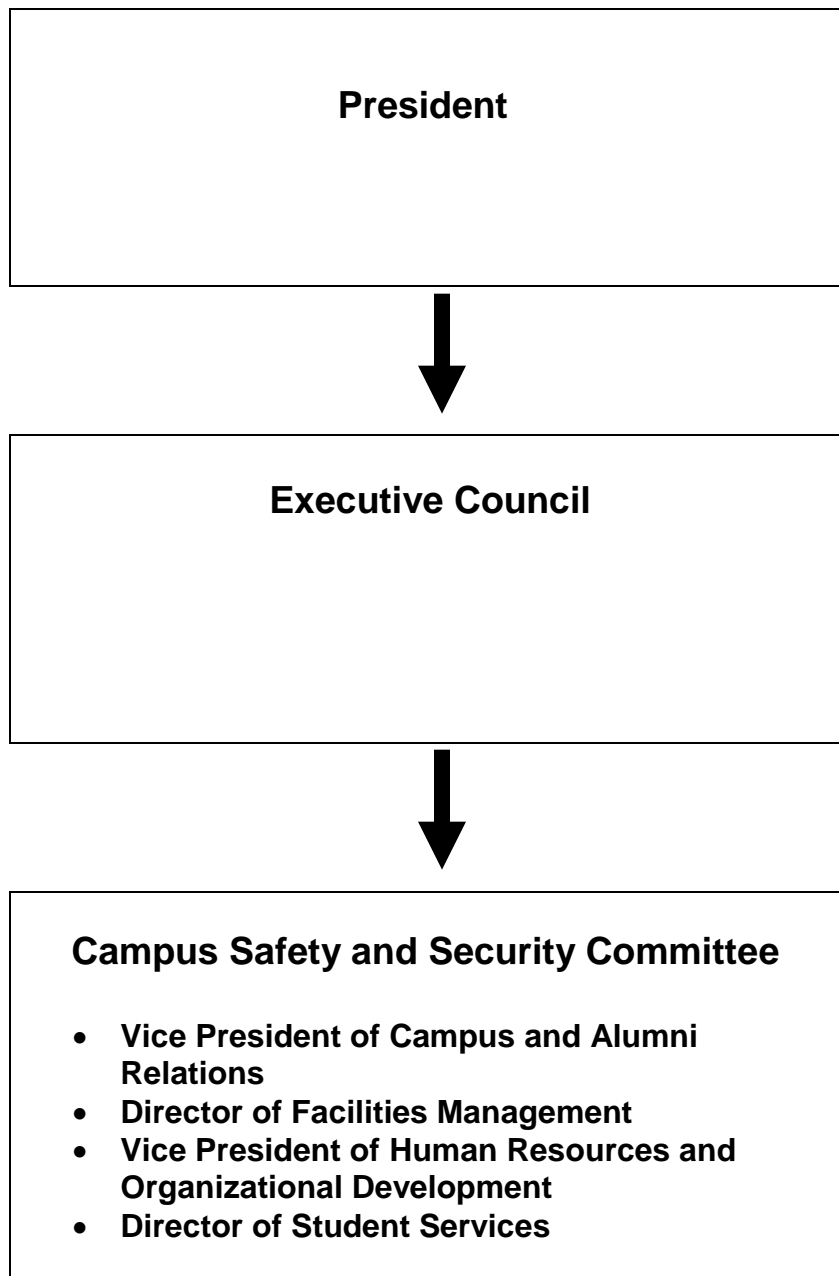 President
Executive Council
Campus Safety and Security Committee
• Vice President of Campus and Alumni
Relations
• Director of Facilities Management
• Vice President of Human Resources and
Organizational Development
• Director of Student Services